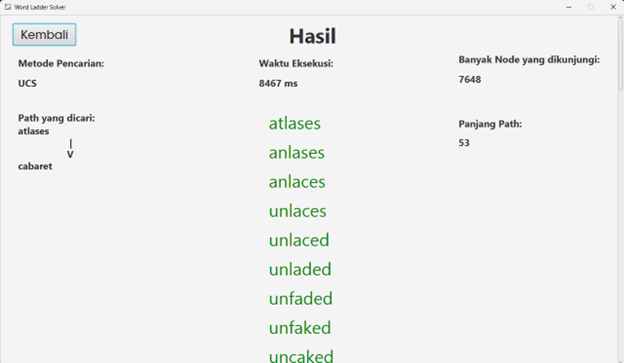 Word Ladder Solver
Kembali
Hasil
Metode Pencarian:
UCS
Waktu Eksekusi:
8467 ms
Banyak Node yang dikunjungi:
7648
Path yang dicari:
atlases
|
V
cabaret
Panjang Path:
53
atlases
anlases
anlaces
unlaces
unlaced
unladed
unfaded
unfaked
uncaked